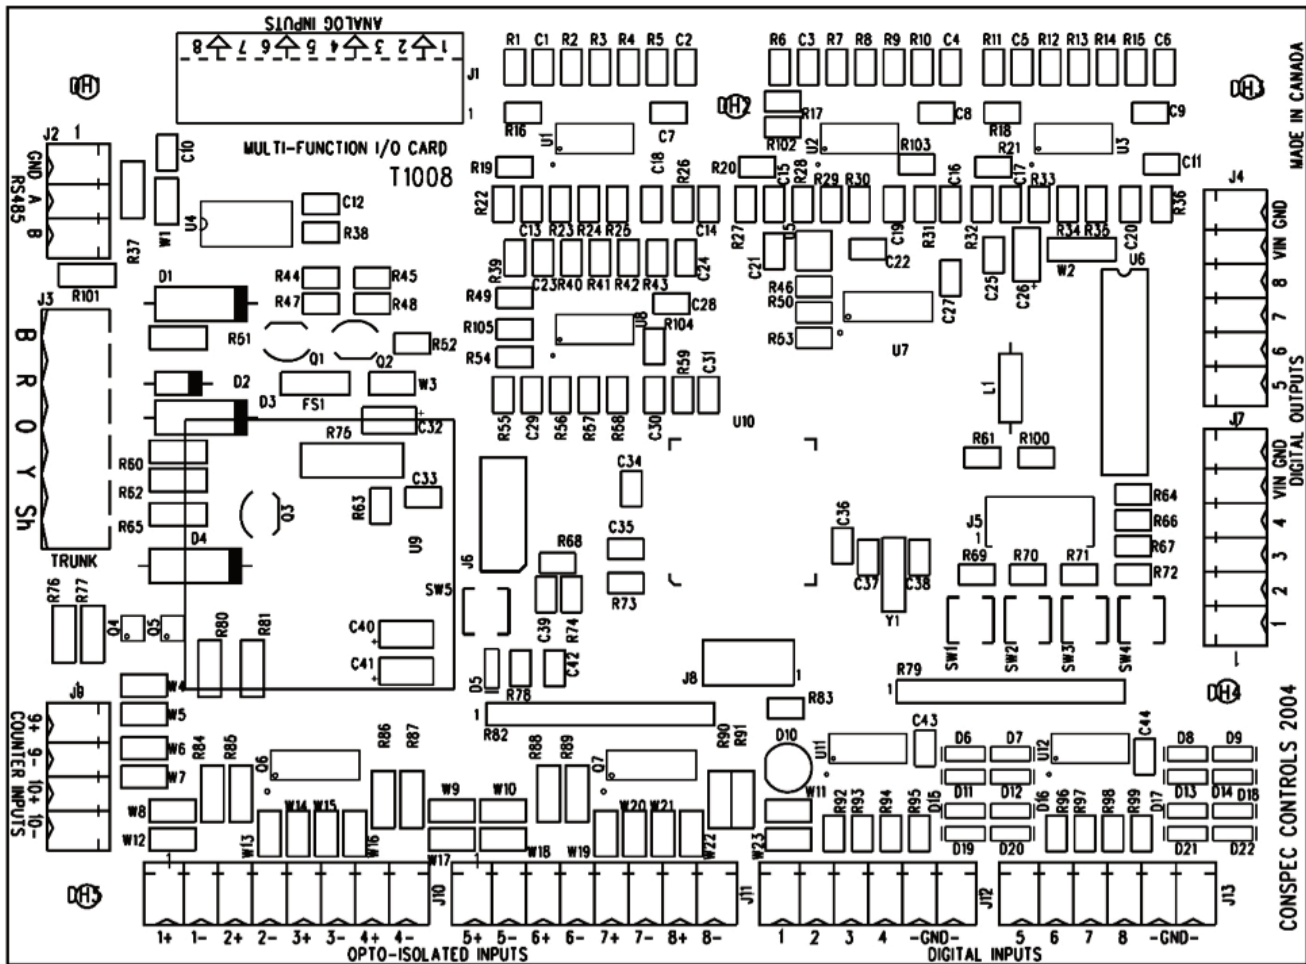 ANALOG INPUTS
8 7 6 5 4 3 2 1
J1
1
R1 C1 R2 R3 R4 R5 C2
R6 C3 R7 R8 R9 R10 C4
R11 C5 R12 R13 R14 R15 C6
DH1
DH2
DH3
MADE IN CANADA
R17
R16 U1 C7
R102 U2 C8
R18 U3 C9
J2 1
GND A B
RS485
C10
MULTI-FUNCTION I/O CARD
T1008
R19 C18 R26
R20 C15 R28 R103
R21 C17 C11
R22 R29 R30 C16 R33
J4
R37 W1 U4 C12
R38
C13 R23 R24 R25 C14
R27 U5 C19 R31 R32 R34 R35 C20 R36
R101
D1
R44 R45
R47 R48
R39 C23 R40 R41 R42 R43 C24
C21 C22 C25 C26 W2 U6
C27
J3
R51
Q1 Q2 R52
R49 C28
R105 U8 R104
R54 R59 C31
R46
R50
R53 U7
GND VIN 8 7 6 5
DIGITAL OUTPUTS
B R O Y Sh
TRUNK
D2 D3
FS1 W3
C32
R55 C29 R56 R57 R58 C30
U10
L1
J7
R60
R62
R65
D4
R75
Q3 R63 C33
U9
C34
C35
R61 R100
R64
R66
R67
R72
J5
1
GND VIN 4 3 2 1
1
J6
R68
R73
C36
C37 Y1 C38
R69 R70 R71
R76 R77
Q4 Q5
R80 R81
C40
C41
SW5
C39 R74
D5 R78 C42
J8
1
SW1 SW2 SW3 SW4
R79
1
DH4
J9
9+ 9- 10+ 10-
COUNTER INPUTS
W4
W5
W6
W7
W8
W12
R84 R85 Q6 R86 R87
1
R82
R88 R89 Q7 R90 R91
R83
D10
U11 C43
D6 D7
U12 C44
D8 D9
W13 W14 W15 W16
W9 W10
W17 W18
W19 W20 W21 W22
W11
W23
R92 R93 R94 R95
D15 D11 D12 D16
R96 R97 R98 R99
D17 D13 D14 D18
D19 D20
D21 D22
CONSPEC CONTROLS 2004
DH5
1
J10
1
J11
J12
J13
1+ 1- 2+ 2- 3+ 3- 4+ 4-
5+ 5- 6+ 6- 7+ 7- 8+ 8-
1 2 3 4 -GND-
5 6 7 8 -GND-
OPTO-ISOLATED INPUTS
DIGITAL INPUTS